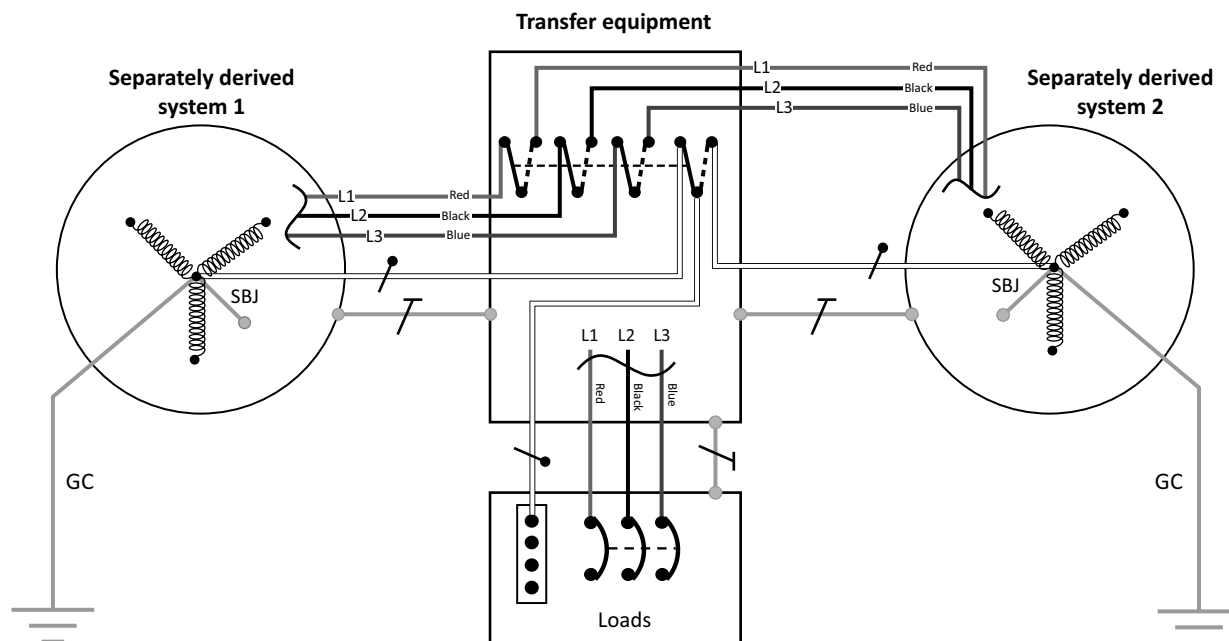 Transfer equipment
Separately derived
system 1
Separately derived
system 2
L1 Red
L2 Black
L3 Blue
L1 Red
L2 Black
L3 Blue
SBJ
SBJ
L1 L2 L3
Red
Black
Blue
GC
GC
Loads